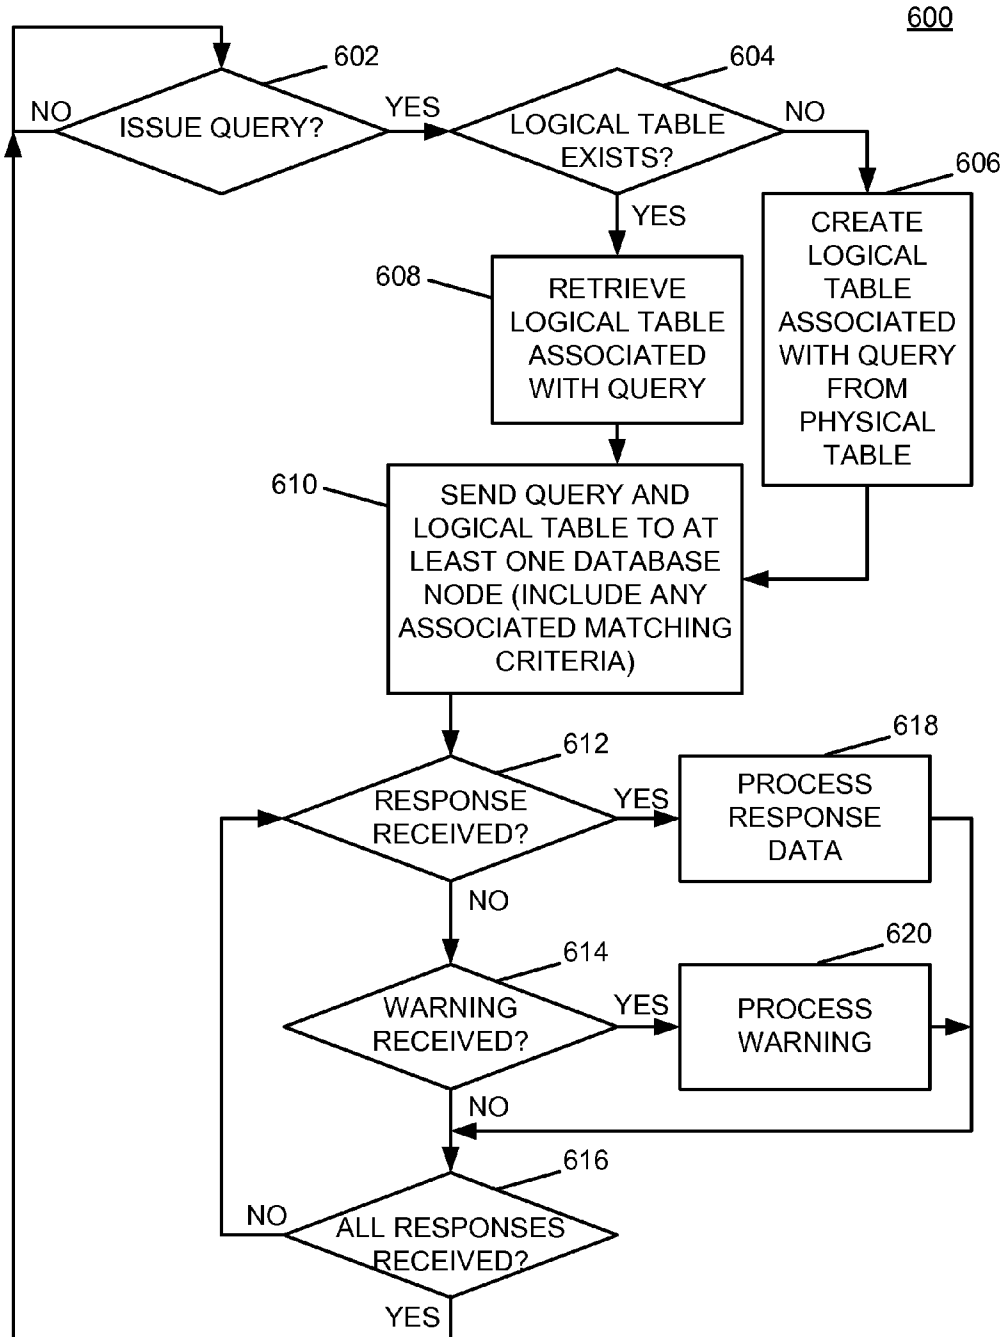 600
602
604
NO
ISSUE QUERY?
YES
LOGICAL TABLE
EXISTS?
NO
606
YES
CREATE
LOGICAL
TABLE
ASSOCIATED
WITH QUERY
FROM
PHYSICAL
TABLE
608
RETRIEVE
LOGICAL TABLE
ASSOCIATED
WITH QUERY
610
SEND QUERY AND
LOGICAL TABLE TO AT
LEAST ONE DATABASE
NODE (INCLUDE ANY
ASSOCIATED MATCHING
CRITERIA)
612
RESPONSE
RECEIVED?
YES
618
PROCESS
RESPONSE
DATA
NO
614
WARNING
RECEIVED?
YES
620
PROCESS
WARNING
NO
616
ALL RESPONSES
RECEIVED?
NO
YES